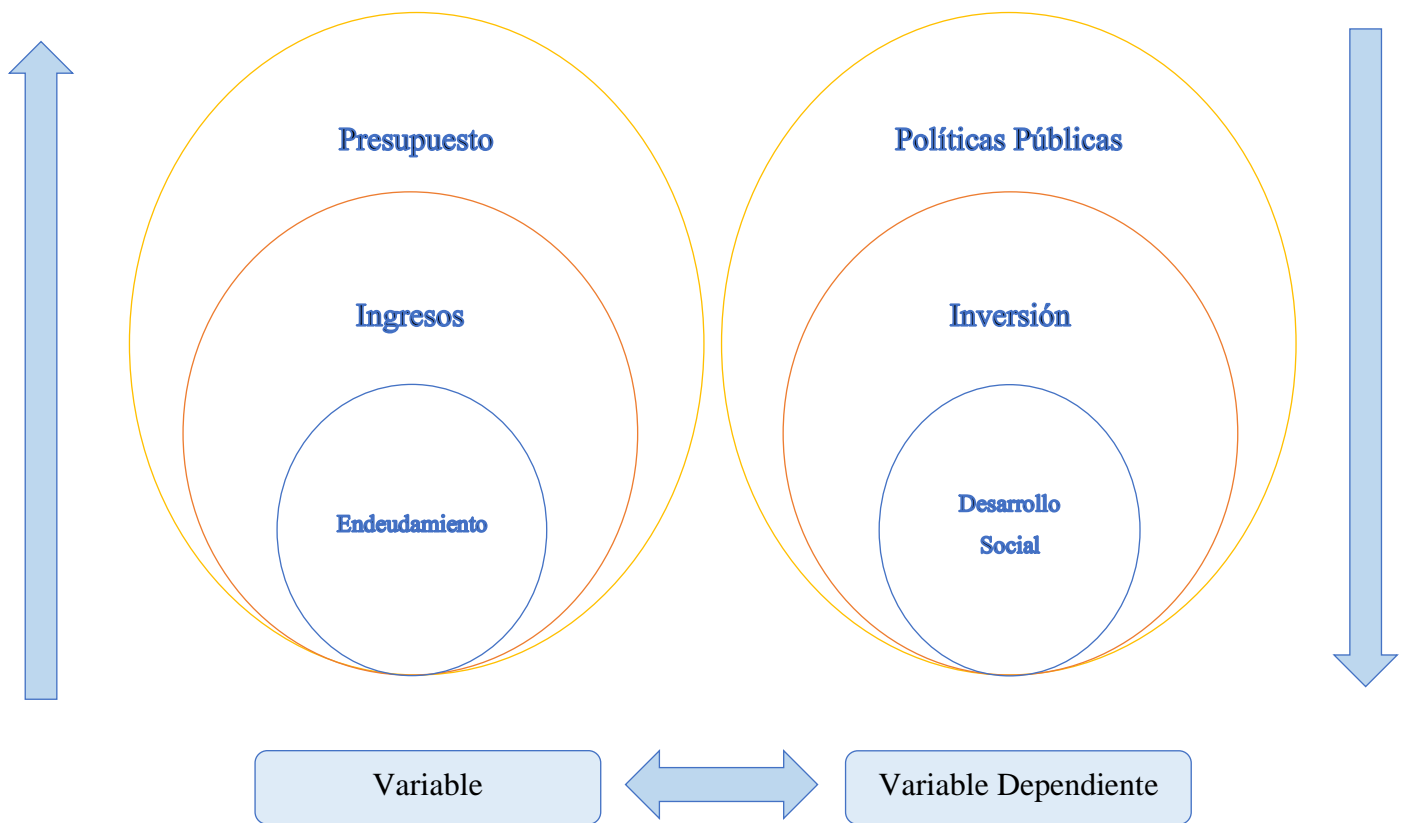 Presupuesto
Ingresos
Endeudamiento
Políticas Públicas
Inversión
Desarrollo
Social
Variable
Variable Dependiente